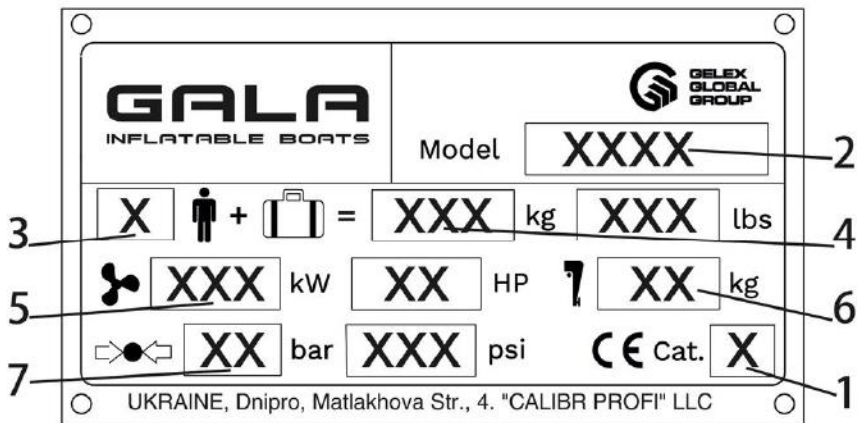 GALA
INFLATABLE BOATS
GELEX
GLOBAL
GROUP
Model XXXX 2
3 X + = XXX kg XXX lbs 4
5 XXX kW XX HP XX kg 6
7 XX bar XXX psi CE Cat. X 1
UKRAINE, Dnipro, Matlakhova Str., 4. "CALIBR PROFI" LLC